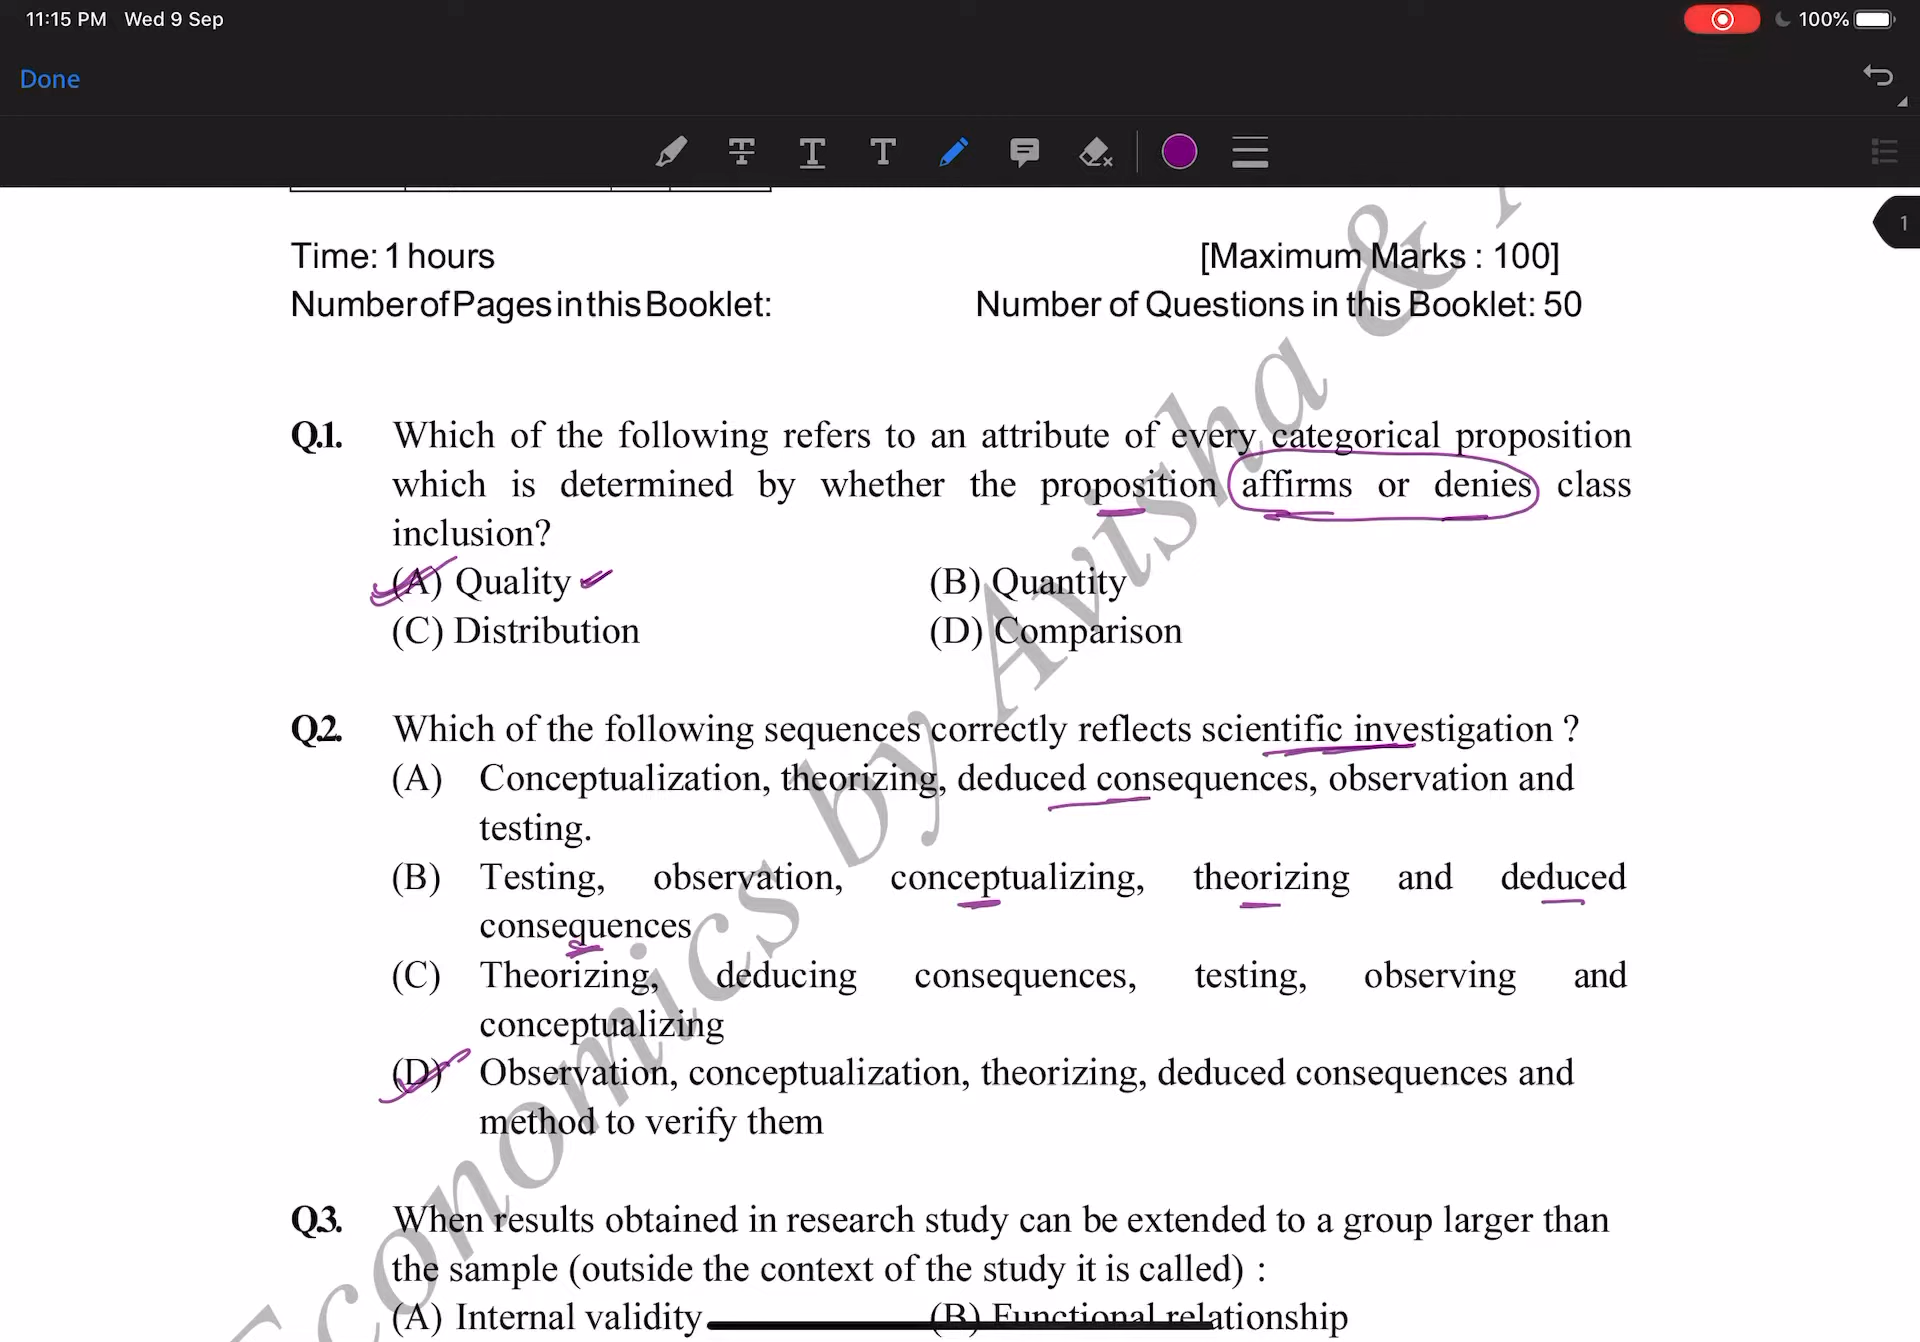 11:15 PM Wed 9 Sep
100%
Done
1
Time: 1 hours [Maximum Marks : 100]
Number of Pages in this Booklet: Number of Questions in this Booklet: 50
Q.1. Which of the following refers to an attribute of every categorical proposition
which is determined by whether the proposition affirms or denies class
inclusion?
(A) Quality (B) Quantity
(C) Distribution (D) Comparison
Q.2. Which of the following sequences correctly reflects scientific investigation ?
(A) Conceptualization, theorizing, deduced consequences, observation and
testing.
(B) Testing, observation, conceptualizing, theorizing and deduced
consequences
(C) Theorizing, deducing consequences, testing, observing and
conceptualizing
(D) Observation, conceptualization, theorizing, deduced consequences and
method to verify them
Q.3. When results obtained in research study can be extended to a group larger than
the sample (outside the context of the study it is called) :
(A) Internal validity (B) Functional relationship
Economics by Avisha &